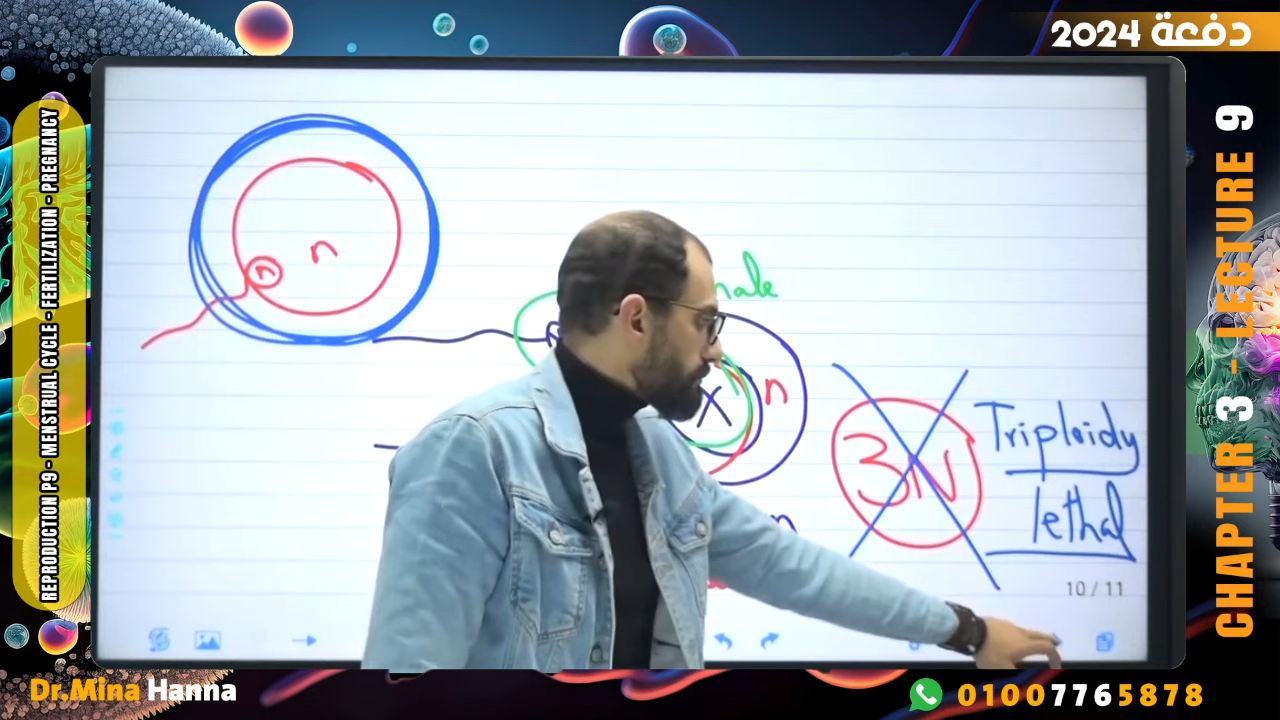 دفعة 2024
REPRODUCTION P9 - MENSTRUAL CYCLE - FERTILIZATION - PREGNANCY
CHAPTER 3 - LECTURE 9
n
n
male
X
n
n
3N
Triploidy
lethal
10/11
Dr.Mina Hanna
01007765878